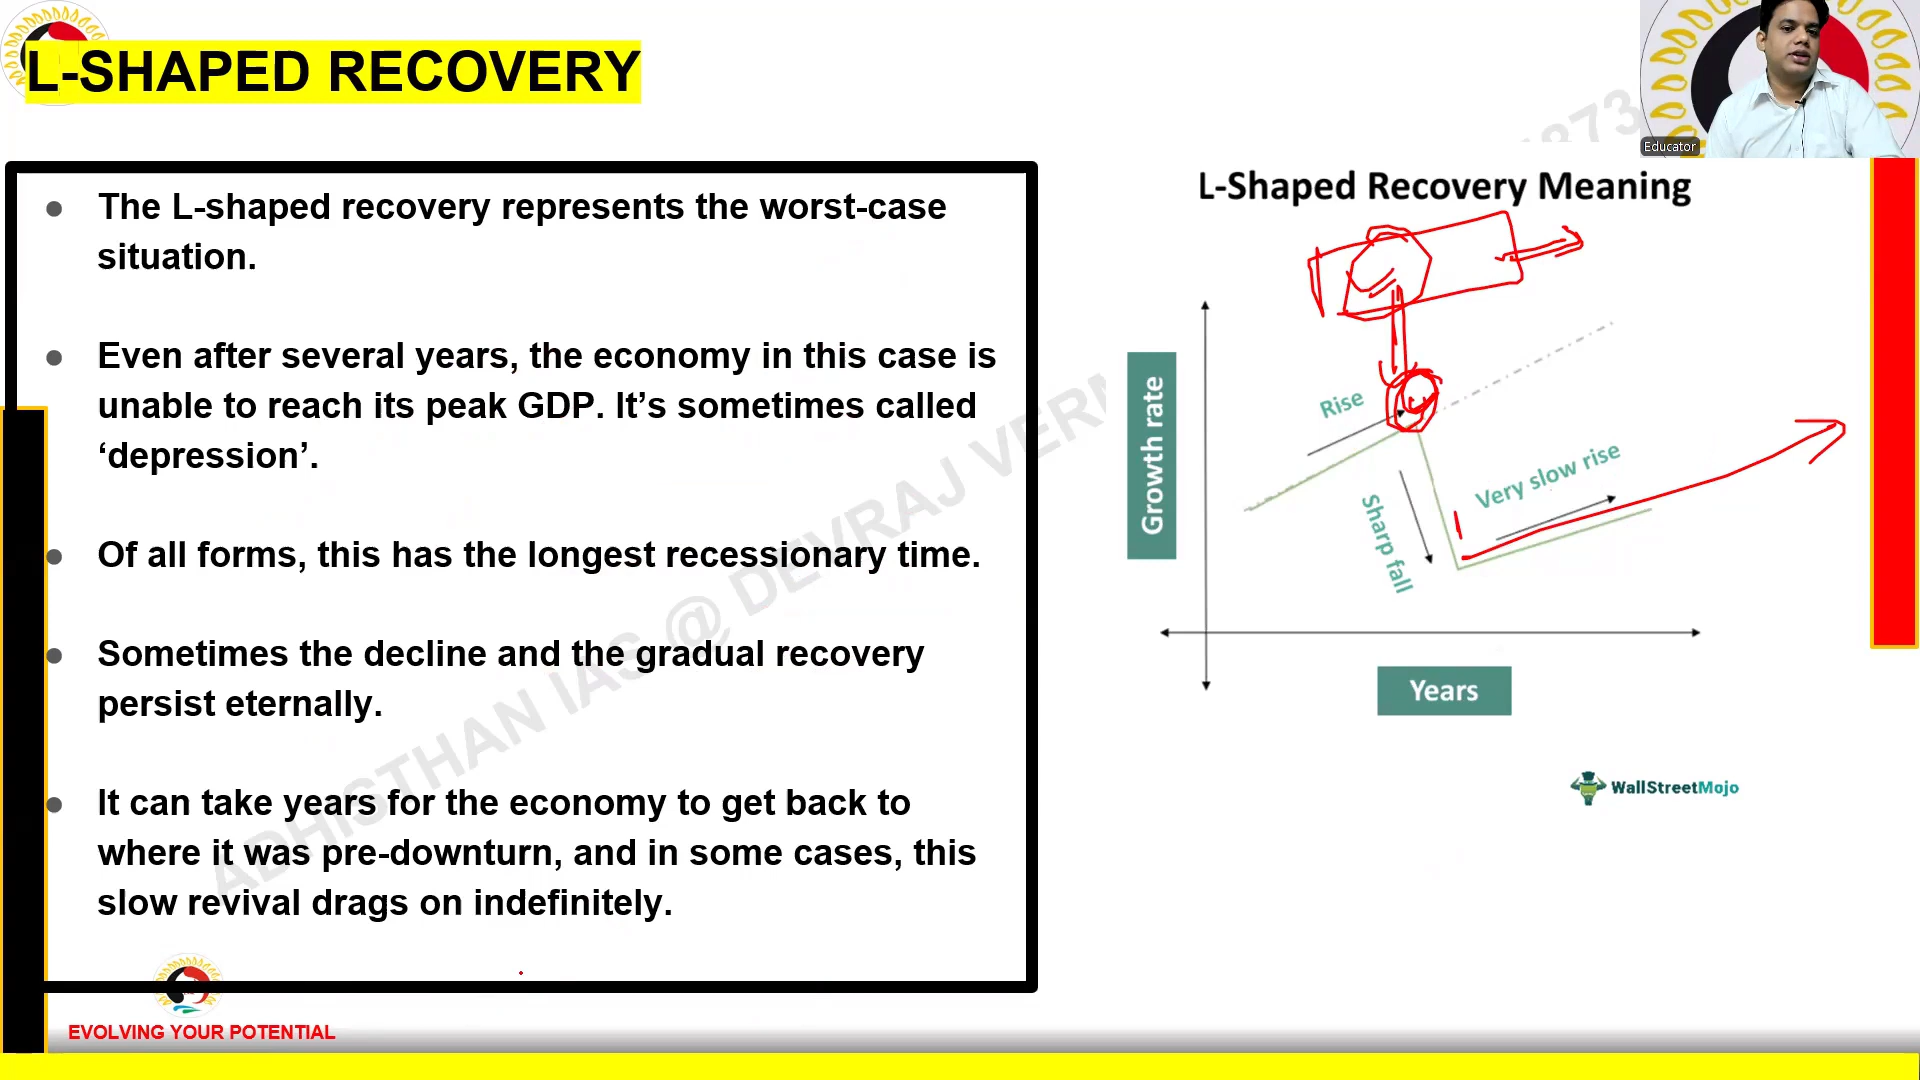 L-SHAPED RECOVERY
Educator
The L-shaped recovery represents the worst-case
situation.
Even after several years, the economy in this case is
unable to reach its peak GDP. It’s sometimes called
‘depression’.
Of all forms, this has the longest recessionary time.
Sometimes the decline and the gradual recovery
persist eternally.
It can take years for the economy to get back to
where it was pre-downturn, and in some cases, this
slow revival drags on indefinitely.
L-Shaped Recovery Meaning
Growth rate
Rise
Sharp fall
Very slow rise
Years
WallStreetMojo
ADHISTHAN IAS @ DEVRAJ
EVOLVING YOUR POTENTIAL